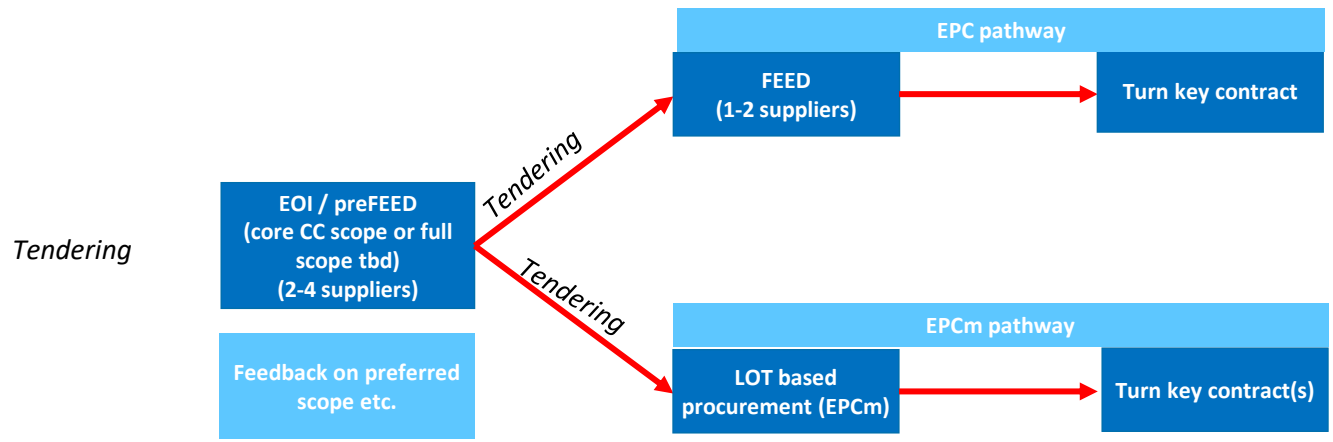 EPC pathway
FEED
(1-2 suppliers)
Turn key contract
Tendering
EOI / preFEED
(core CC scope or full
scope tbd)
(2-4 suppliers)
Tendering
Tendering
Feedback on preferred
scope etc.
EPCm pathway
LOT based
procurement (EPCm)
Turn key contract(s)